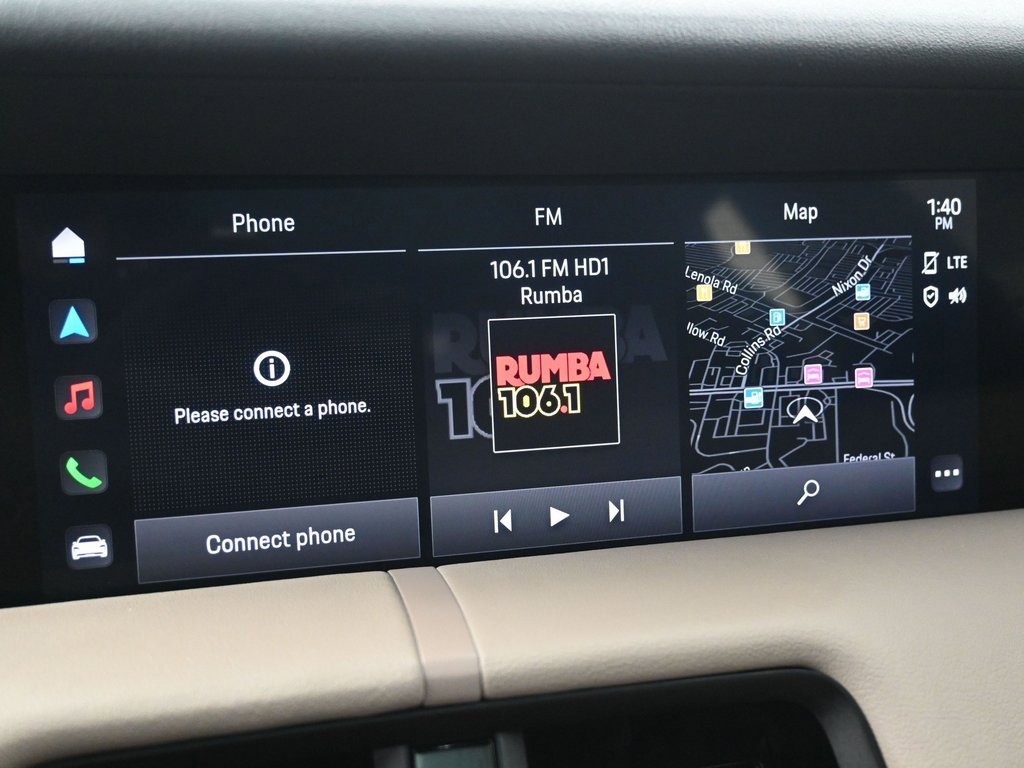 Phone
FM
Map
1:40
PM
LTE
106.1 FM HD1
Rumba
RUMBA
106.1
Please connect a phone.
Connect phone
Lenola Rd
Nixon Dr
llow Rd
Collins Rd
Federal St